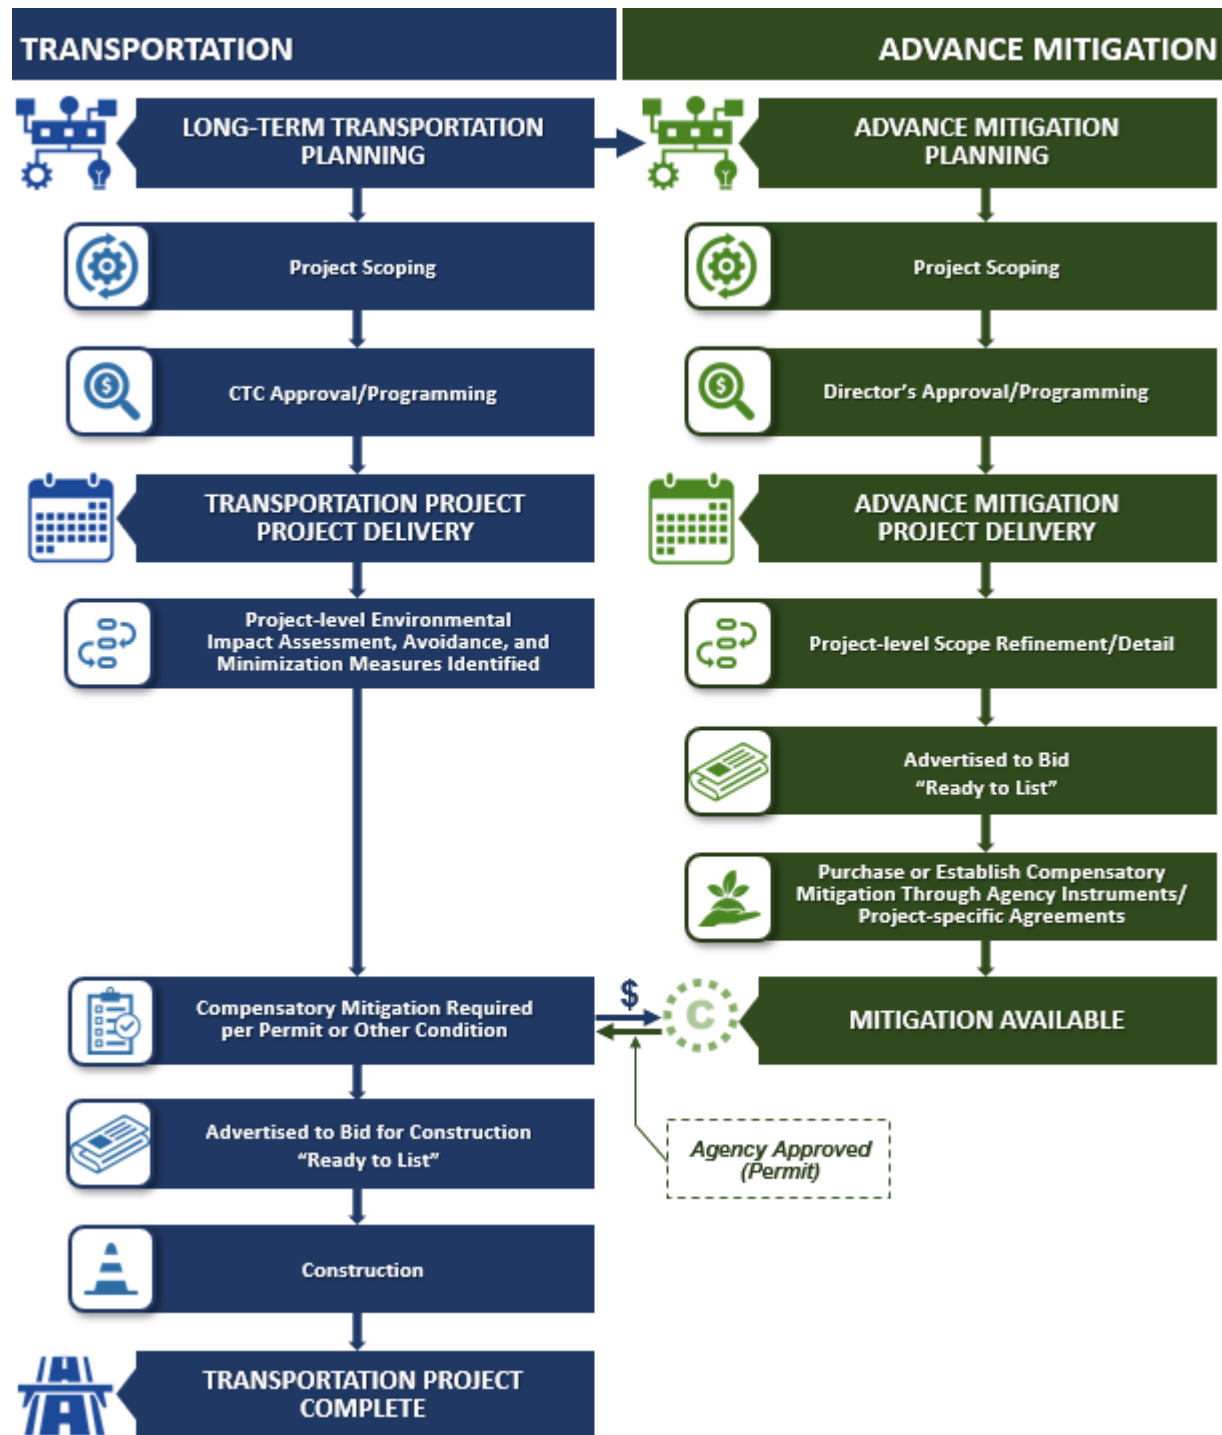 TRANSPORTATION
ADVANCE MITIGATION
LONG-TERM TRANSPORTATION
PLANNING
ADVANCE MITIGATION
PLANNING
Project Scoping
Project Scoping
$
CTC Approval/Programming
$
Director's Approval/Programming
TRANSPORTATION PROJECT
PROJECT DELIVERY
ADVANCE MITIGATION
PROJECT DELIVERY
Project-level Environmental
Impact Assessment, Avoidance, and
Minimization Measures Identified
Project-level Scope Refinement/Detail
Advertised to Bid
“Ready to List”
Purchase or Establish Compensatory
Mitigation Through Agency Instruments/
Project-specific Agreements
Compensatory Mitigation Required
per Permit or Other Condition
$
C
MITIGATION AVAILABLE
Advertised to Bid for Construction
“Ready to List”
Agency Approved
(Permit)
Construction
TRANSPORTATION PROJECT
COMPLETE